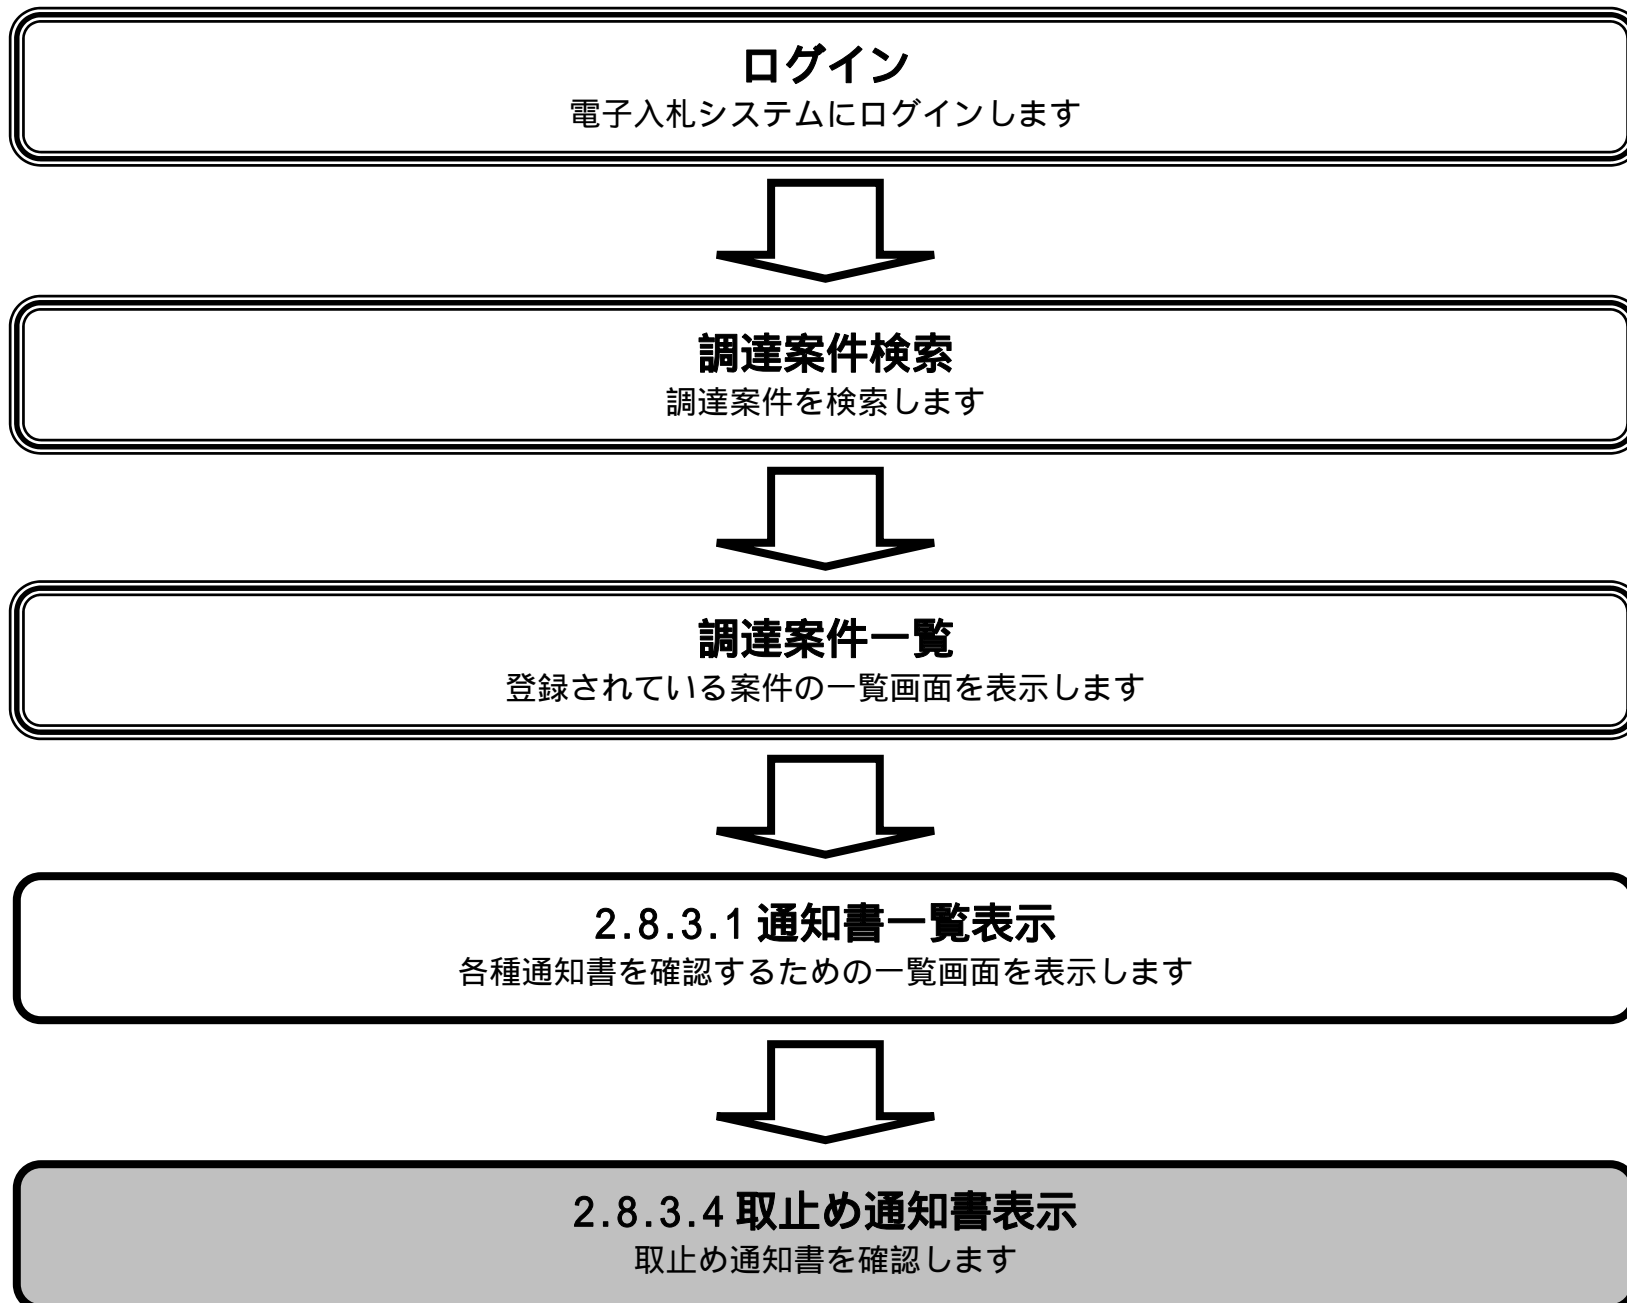 ログイン
電子入札システムにログインします
調達案件検索
調達案件を検索します
調達案件一覧
登録されている案件の一覧画面を表示します
2.8.3.1 通知書一覧表示
各種通知書を確認するための一覧画面を表示します
2.8.3.4 取止め通知書表示
取止め通知書を確認します